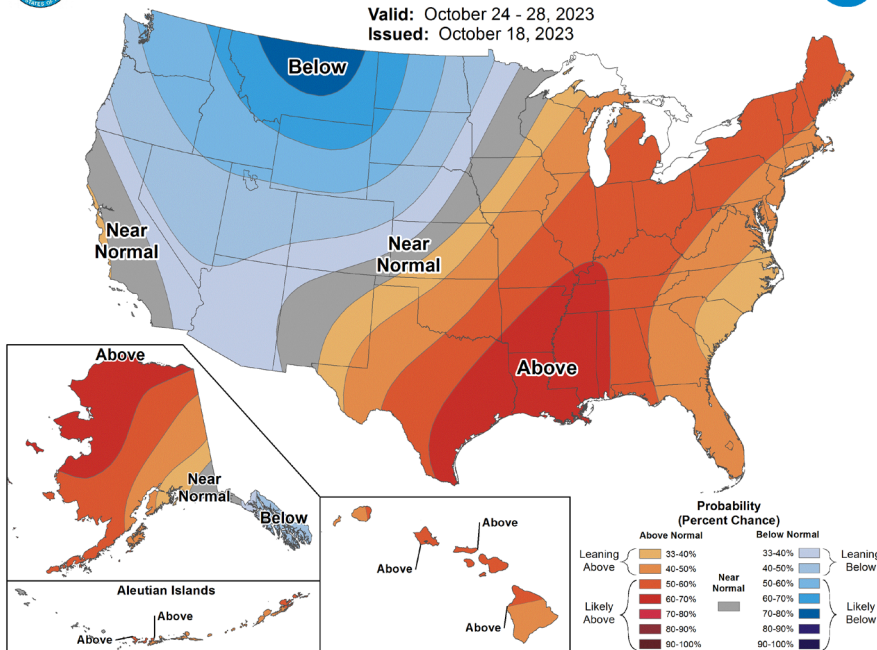 STATES OF
Valid: October 24 - 28, 2023
Issued: October 18, 2023
Below
Near
Normal
Near
Normal
Above
Above
Near
Normal
Below
Aleutian Islands
Above
Above
Above
Above
Above
Probability
(Percent Chance)
Above Normal
Below Normal
Leaning
Above
33-40%
40-50%
Likely
Above
50-60%
60-70%
70-80%
80-90%
90-100%
Near
Normal
33-40%
40-50%
Leaning
Below
50-60%
60-70%
70-80%
80-90%
90-100%
Likely
Below